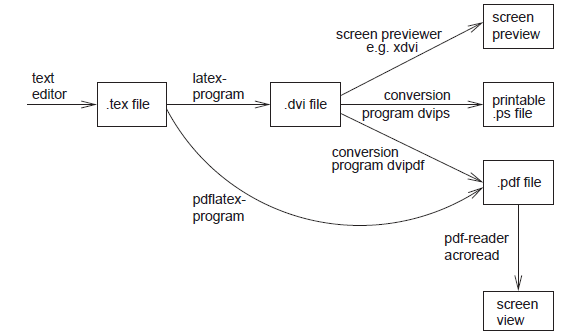 screen
preview
screen previewer
e.g. xdvi
text
editor
latex-
program
.tex file
.dvi file
conversion
program dvips
printable
.ps file
conversion
program dvipdf
.pdf file
pdflatex-
program
pdf-reader
acroread
screen
view